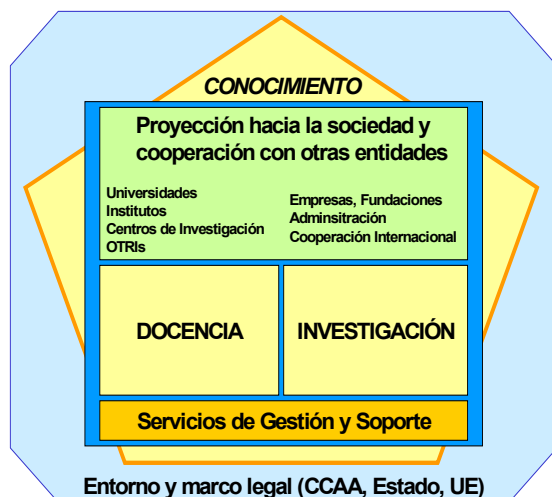 CONOCIMIENTO
Proyección hacia la sociedad y
cooperación con otras entidades
Universidades
Institutos
Centros de Investigación
OTRIs
Empresas, Fundaciones
Adminsitración
Cooperación Internacional
DOCENCIA
INVESTIGACIÓN
Servicios de Gestión y Soporte
Entorno y marco legal (CCAA, Estado, UE)